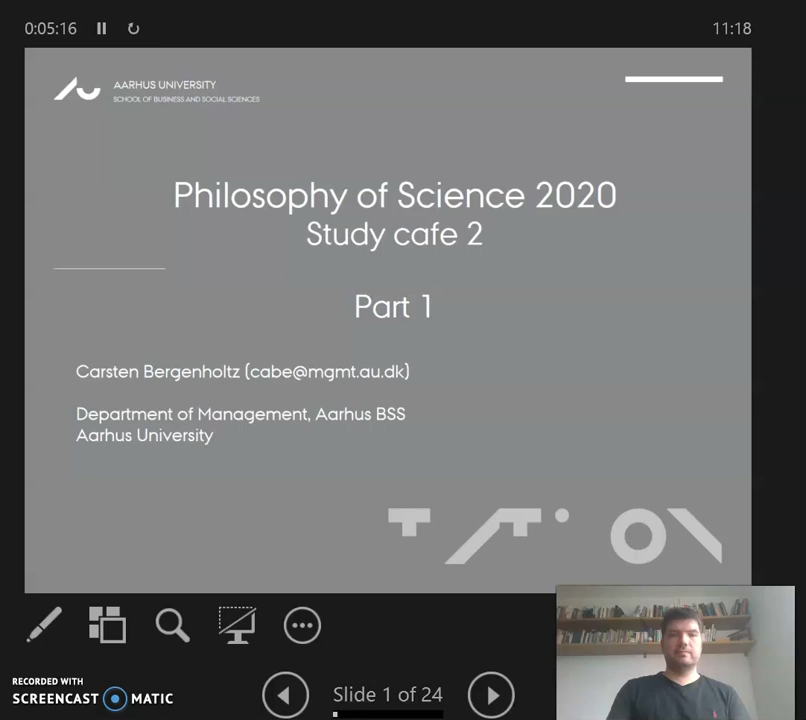 0:05:16
11:18
AARHUS UNIVERSITY
SCHOOL OF BUSINESS AND SOCIAL SCIENCES
Philosophy of Science 2020
Study cafe 2
Part 1
Carsten Bergenholtz (cabe@mgmt.au.dk)
Department of Management, Aarhus BSS
Aarhus University
RECORDED WITH
SCREENCAST MATIC
Slide 1 of 24